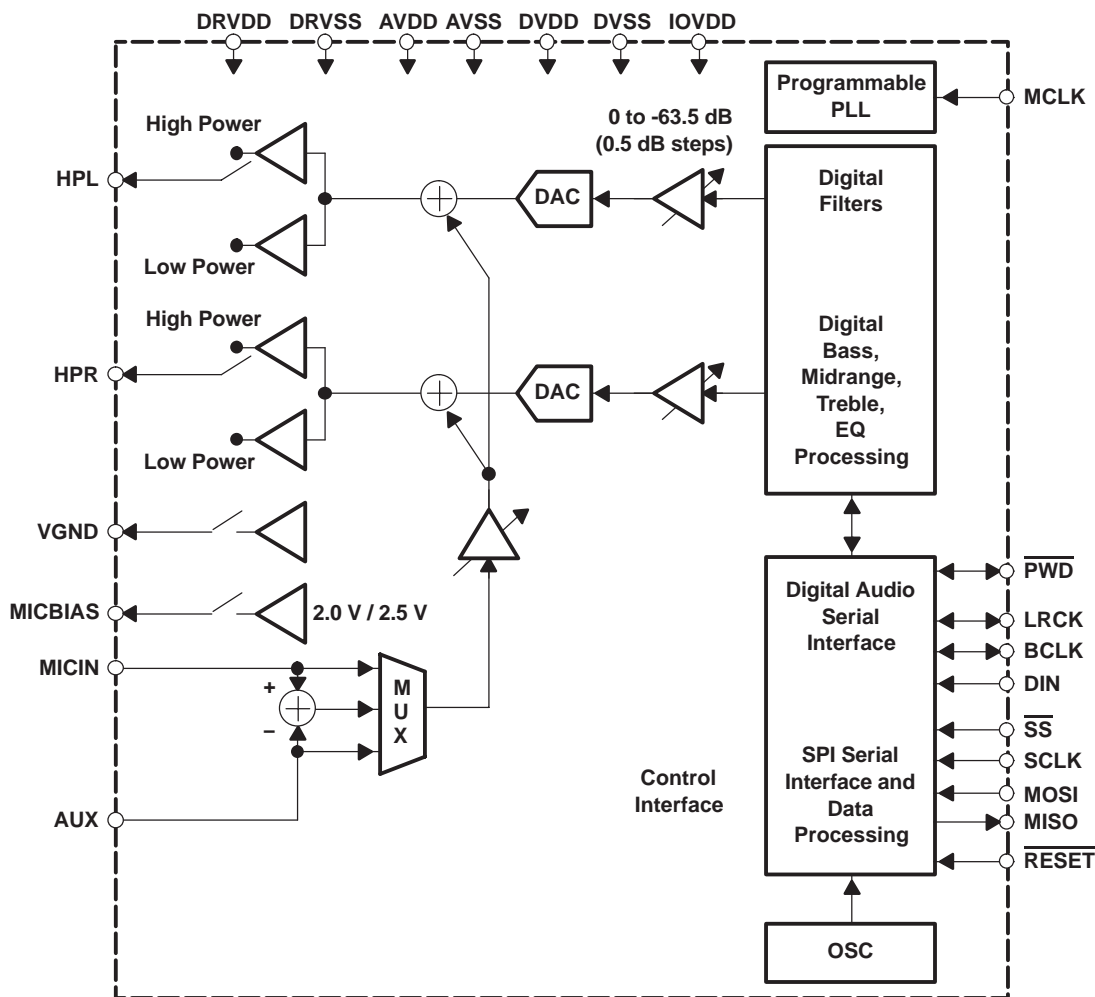 DRVDD DRVSS AVDD AVSS DVDD DVSS IOVDD
Programmable
PLL
MCLK
0 to -63.5 dB
(0.5 dB steps)
High Power
HPL
Low Power
DAC
Digital
Filters
High Power
HPR
Low Power
DAC
Digital
Bass,
Midrange,
Treble,
EQ
Processing
VGND
MICBIAS
2.0 V / 2.5 V
MICIN
+
−
M
U
X
AUX
Digital Audio
Serial
Interface
SPI Serial
Interface and
Data
Processing
Control
Interface
PWD
LRCK
BCLK
DIN
SS
SCLK
MOSI
MISO
RESET
OSC